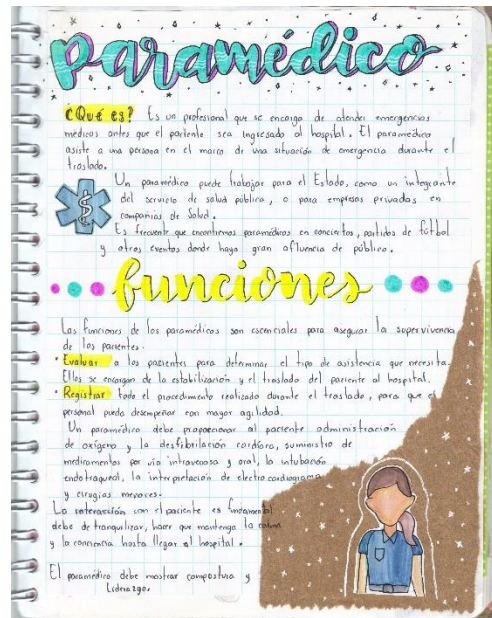 Paramédico
¿Qué es? Es un profesional que se encarga de atender emergencias
médicas antes que el paciente sea ingresado al hospital. El paramédico
asiste a una persona en el marco de una situación de emergencia durante el
traslado.
Un paramédico puede trabajar para el Estado, como un integrante
del servicio de salud pública, o para empresas privadas en
compañías de Salud.
Es frecuente que encontremos paramédicos en conciertos, partidos de fútbol
y otros eventos donde haya gran afluencia de público.
funciones
Las funciones de los paramédicos son escenciales para asegurar la supervivencia
de los pacientes.
• Evaluar a los pacientes para determinar el tipo de asistencia que necesita.
Ellos se encargan de la estabilización y el traslado del paciente al hospital.
• Registrar todo el procedimiento realizado durante el traslado, para que el
personal pueda desempeñar con mayor agilidad.
Un paramédico debe proporcionar al paciente administración
de oxígeno y la desfibrilación cardíaca, suministro de
medicamentos por vía intravenosa y oral, la intubación
endotraqueal, la interpretación de electro cardiograma
y cirugías menores.
La interacción con el paciente es fundamental
debe de tranquilizar, hacer que mantenga la calma
y la conciencia hasta llegar al hospital.
El paramédico debe mostrar compostura y
Liderazgo.